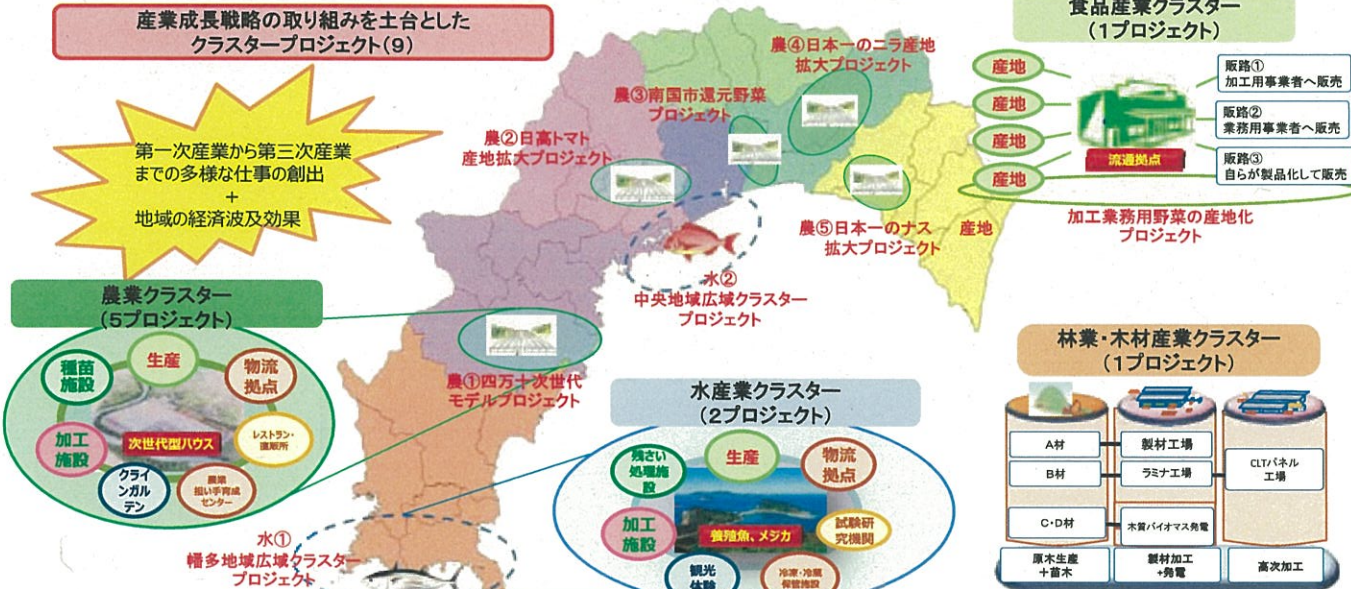 産業成長戦略の取り組みを土台とした
クラスタープロジェクト(9)
第一次産業から第三次産業
までの多様な仕事の創出
+
地域の経済波及効果
農④日本一のニラ産地
拡大プロジェクト
農③南国市還元野菜
プロジェクト
農②日高トマト
産地拡大プロジェクト
農⑤日本一のナス 産地
拡大プロジェクト
水②
中央地域広域クラスター
プロジェクト
農①四万十次世代
モデルプロジェクト
水①
幡多地域広域クラスター
プロジェクト
食品産業クラスター
(1プロジェクト)
産地
産地
産地
産地
流通拠点
販路①
加工用事業者へ販売
販路②
業務用事業者へ販売
販路③
自らが製品化して販売
加工業務用野菜の産地化
プロジェクト
農業クラスター
(5プロジェクト)
生産
種苗
施設
物流
拠点
加工
施設
次世代型ハウス
レストラン・
直販所
クライ
ンガル
テン
農業
担い手育成
センター
水産業クラスター
(2プロジェクト)
生産
残さい
処理施
設
物流
拠点
加工
施設
養殖魚、メジカ
試験研
究機関
観光
体験
冷凍・冷蔵
保管施設
林業・木材産業クラスター
(1プロジェクト)
A材
製材工場
B材
ラミナ工場
CLTパネル
工場
C・D材
木質バイオマス発電
原木生産
+苗木
製材加工
+発電
高次加工